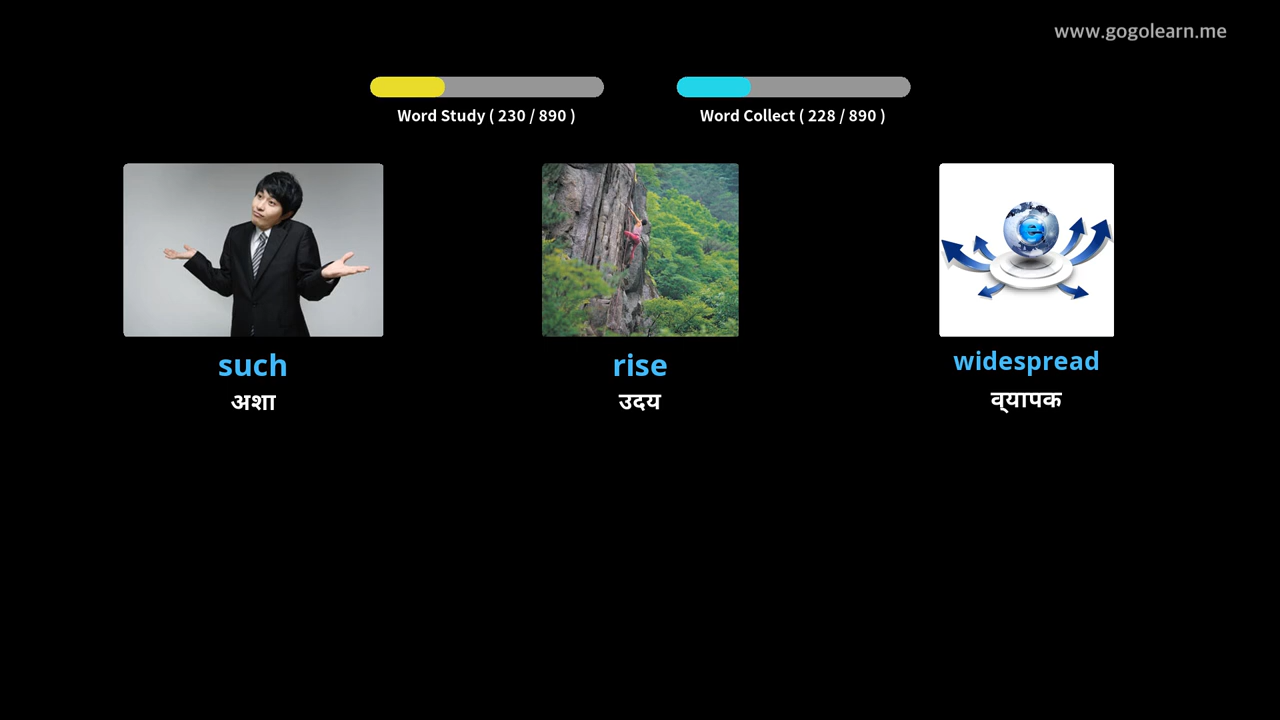 www.gogolearn.me
Word Study ( 230 / 890 )
Word Collect ( 228 / 890 )
such
अशा
rise
उदय
widespread
व्यापक